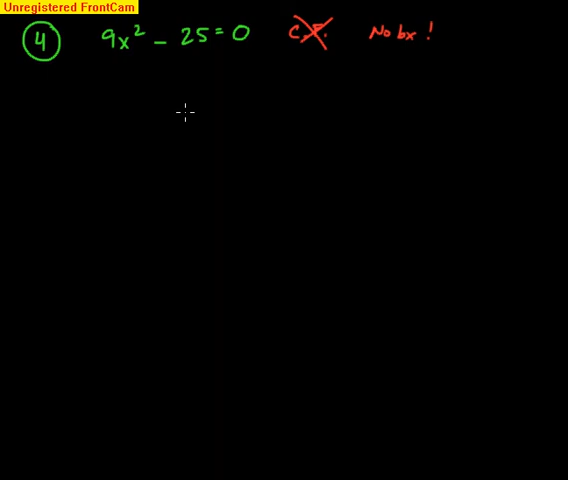 Unregistered FrontCam
4 9x² - 25 = 0 C.F. No bx !